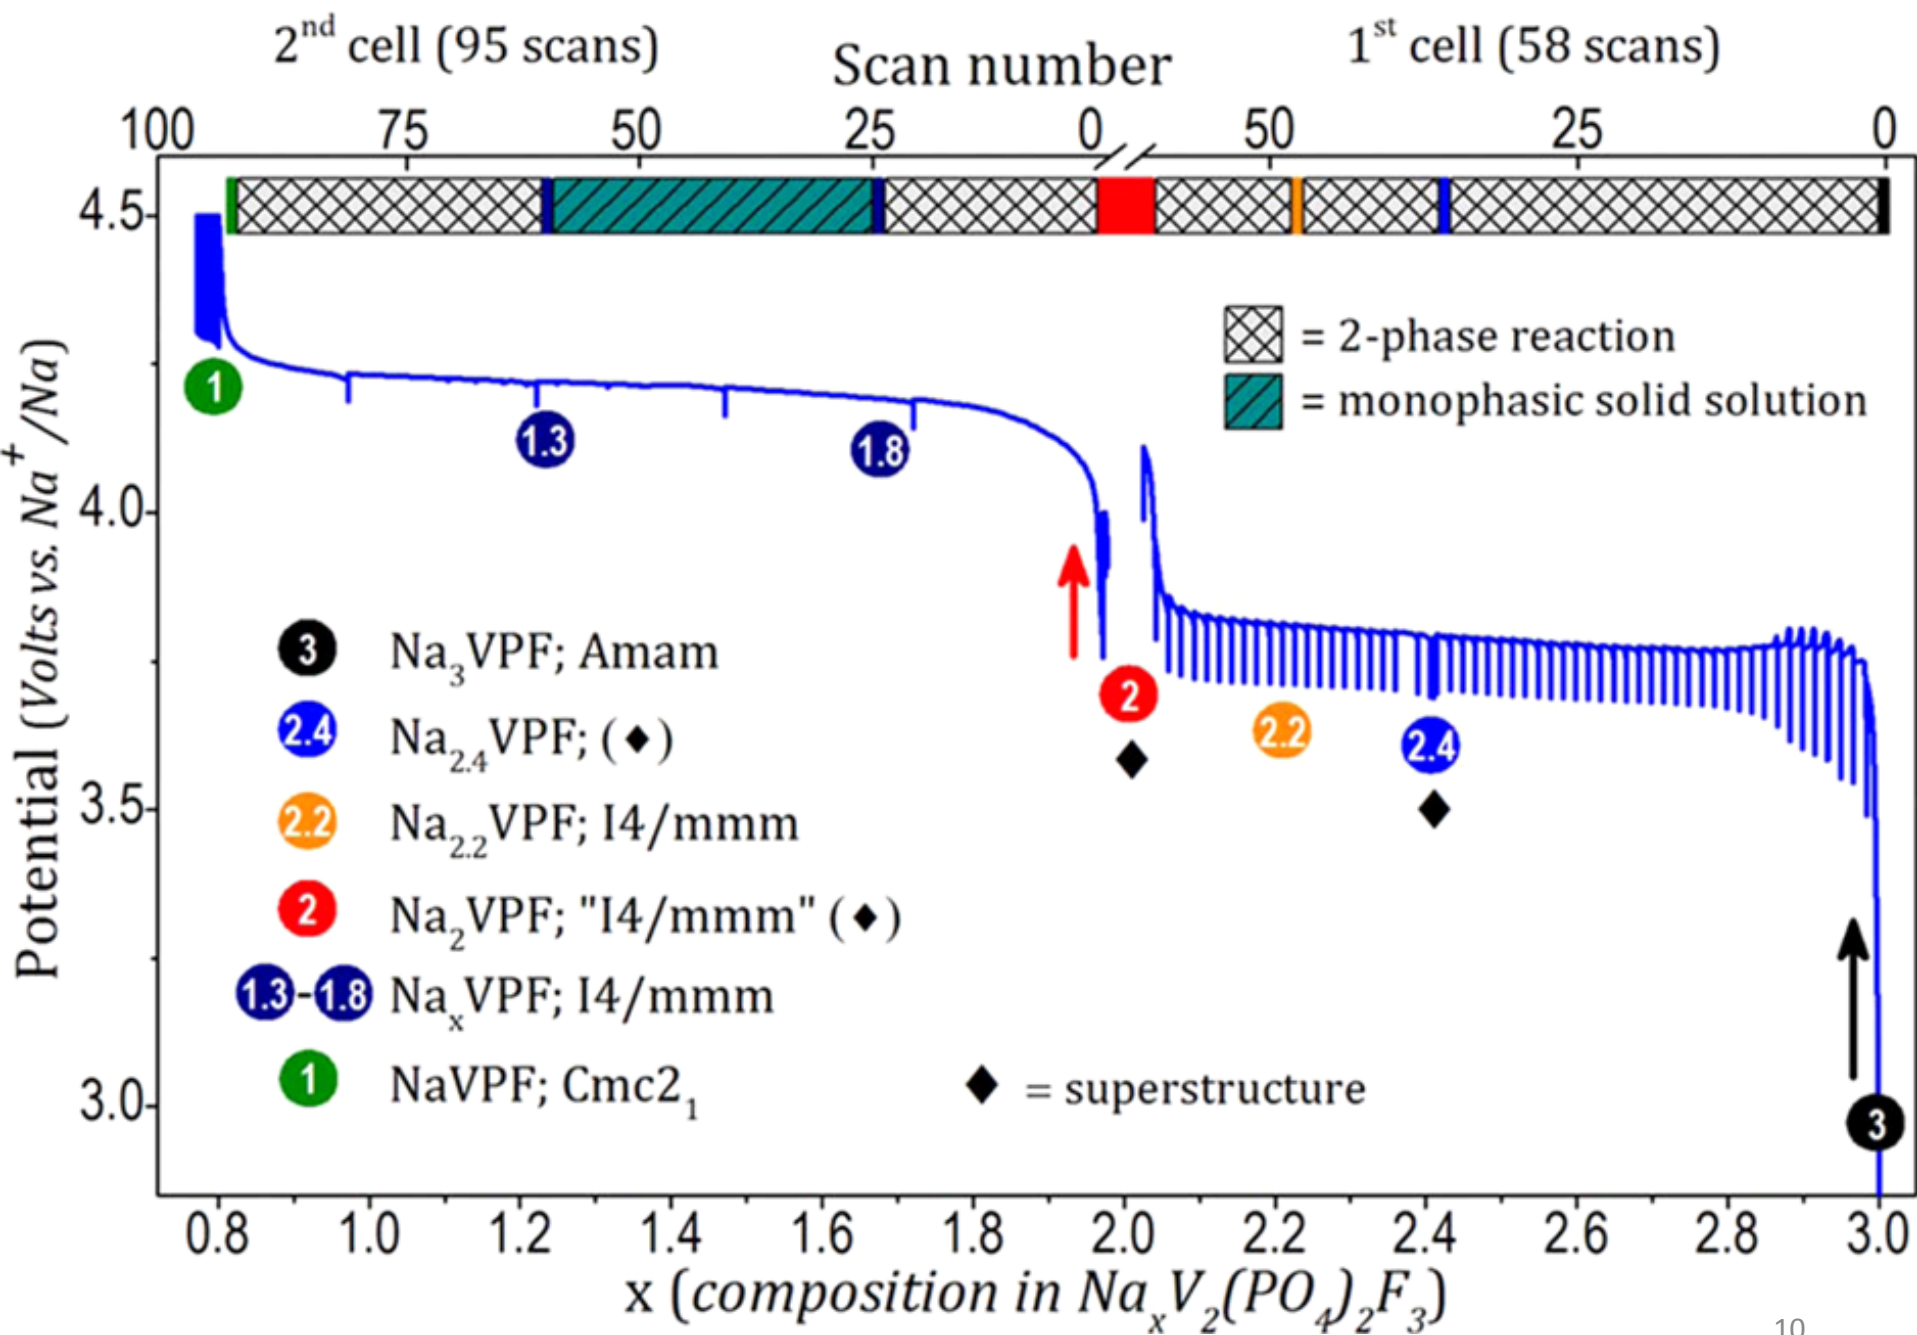 2nd cell (95 scans) Scan number 1st cell (58 scans)
100 75 50 25 0 50 25 0
4.5
4.0
3.5
3.0
Potential (Volts vs. Na+/Na)
= 2-phase reaction
= monophasic solid solution
1
1.3
1.8
2
2.2
2.4
3
3 Na3VPF; Amam
2.4 Na2.4VPF; (♦)
2.2 Na2.2VPF; I4/mmm
2 Na2VPF; "I4/mmm" (♦)
1.3-1.8 NaxVPF; I4/mmm
1 NaVPF; Cmc21
♦ = superstructure
0.8 1.0 1.2 1.4 1.6 1.8 2.0 2.2 2.4 2.6 2.8 3.0
x (composition in NaxV2(PO4)2F3)
10